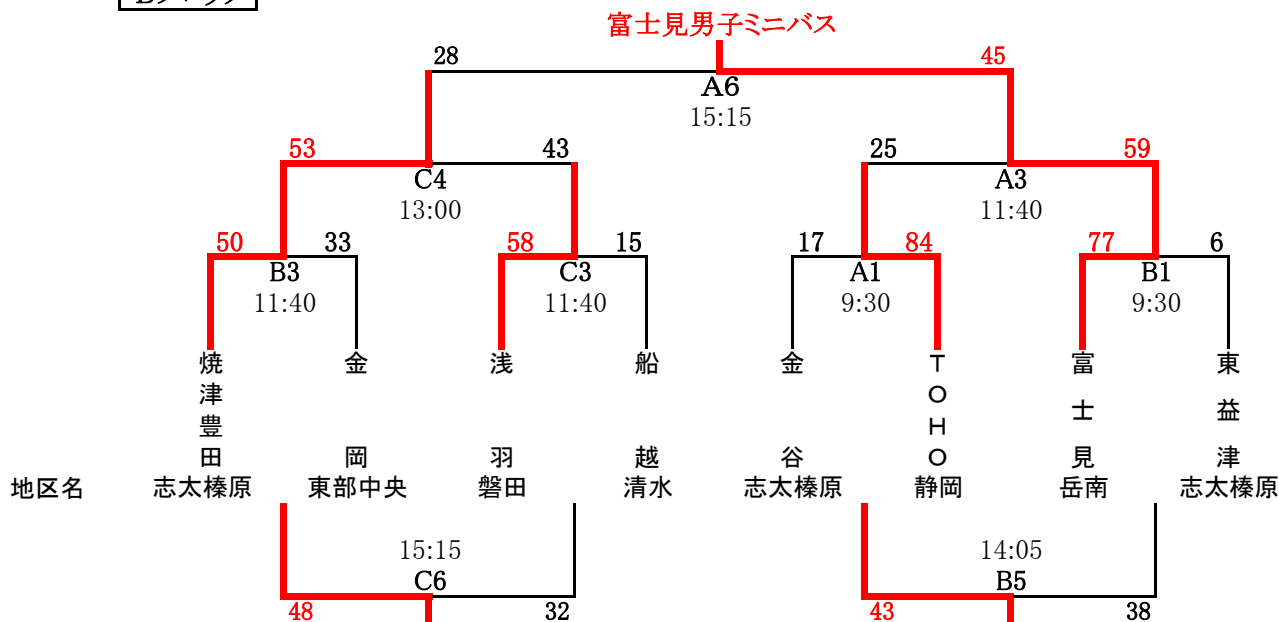 富士見男子ミニバス
28 45
A6
15:15
53 43 25 59
C4 A3
13:00 11:40
50 33 58 15 17 84 77 6
B3 C3 A1 B1
11:40 11:40 9:30 9:30
焼津豊田 金岡 浅羽 船越 金谷 TOHO 富士見 東益津
地区名 志太榛原 東部中央 磐田 清水 志太榛原 静岡 岳南 志太榛原
15:15 14:05
C6 B5
48 32 43 38